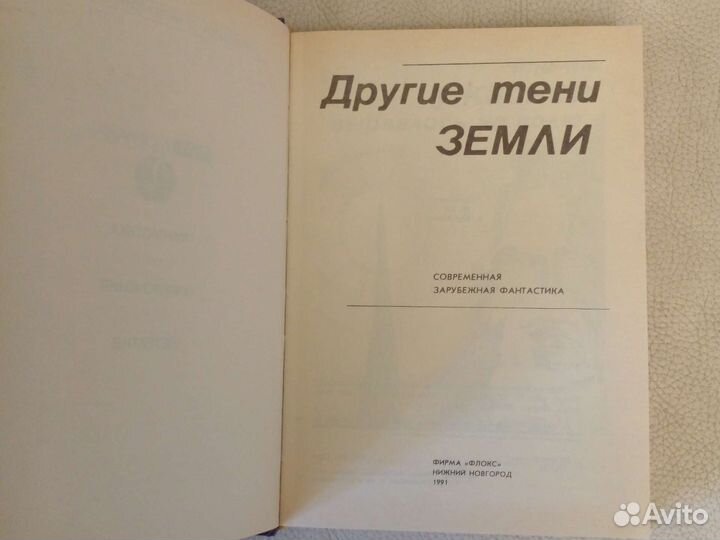 Другие тени
ЗЕМЛИ
СОВРЕМЕННАЯ
ЗАРУБЕЖНАЯ ФАНТАСТИКА
ФИРМА «ФЛОКС»
НИЖНИЙ НОВГОРОД
1991
Avito